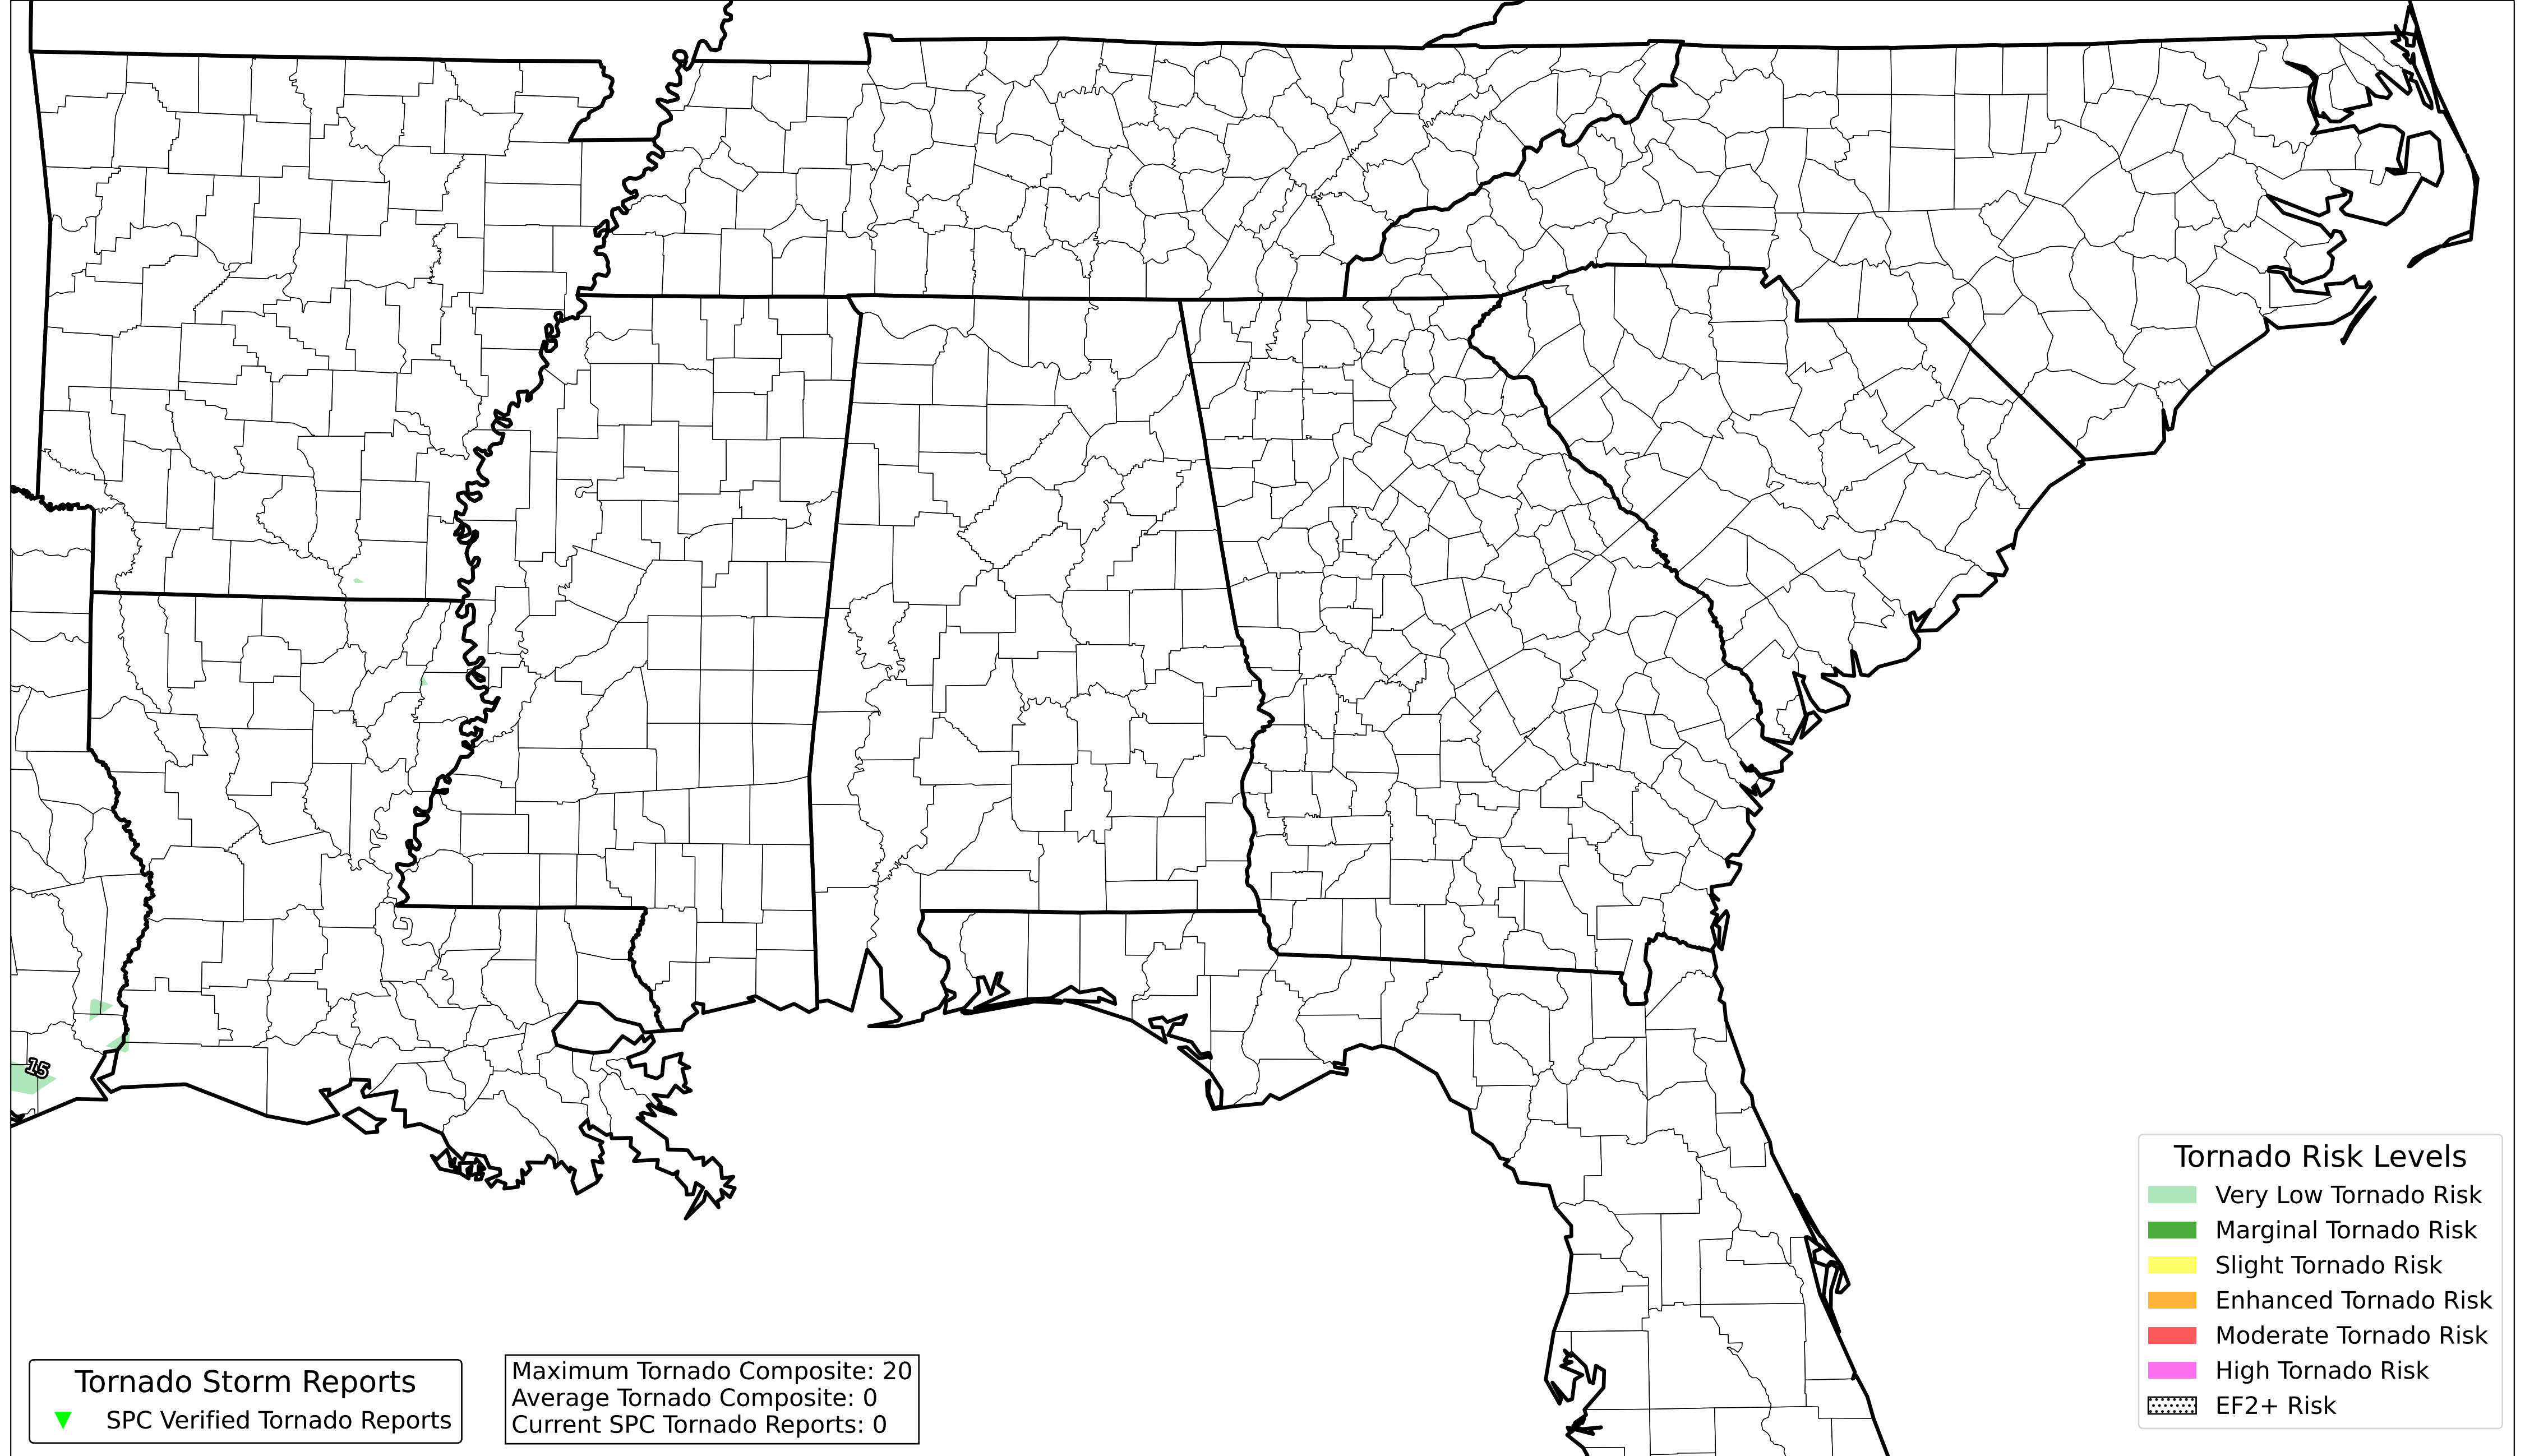 15
Tornado Risk Levels
Very Low Tornado Risk
Marginal Tornado Risk
Slight Tornado Risk
Enhanced Tornado Risk
Moderate Tornado Risk
High Tornado Risk
EF2+ Risk
Tornado Storm Reports
SPC Verified Tornado Reports
Maximum Tornado Composite: 20
Average Tornado Composite: 0
Current SPC Tornado Reports: 0